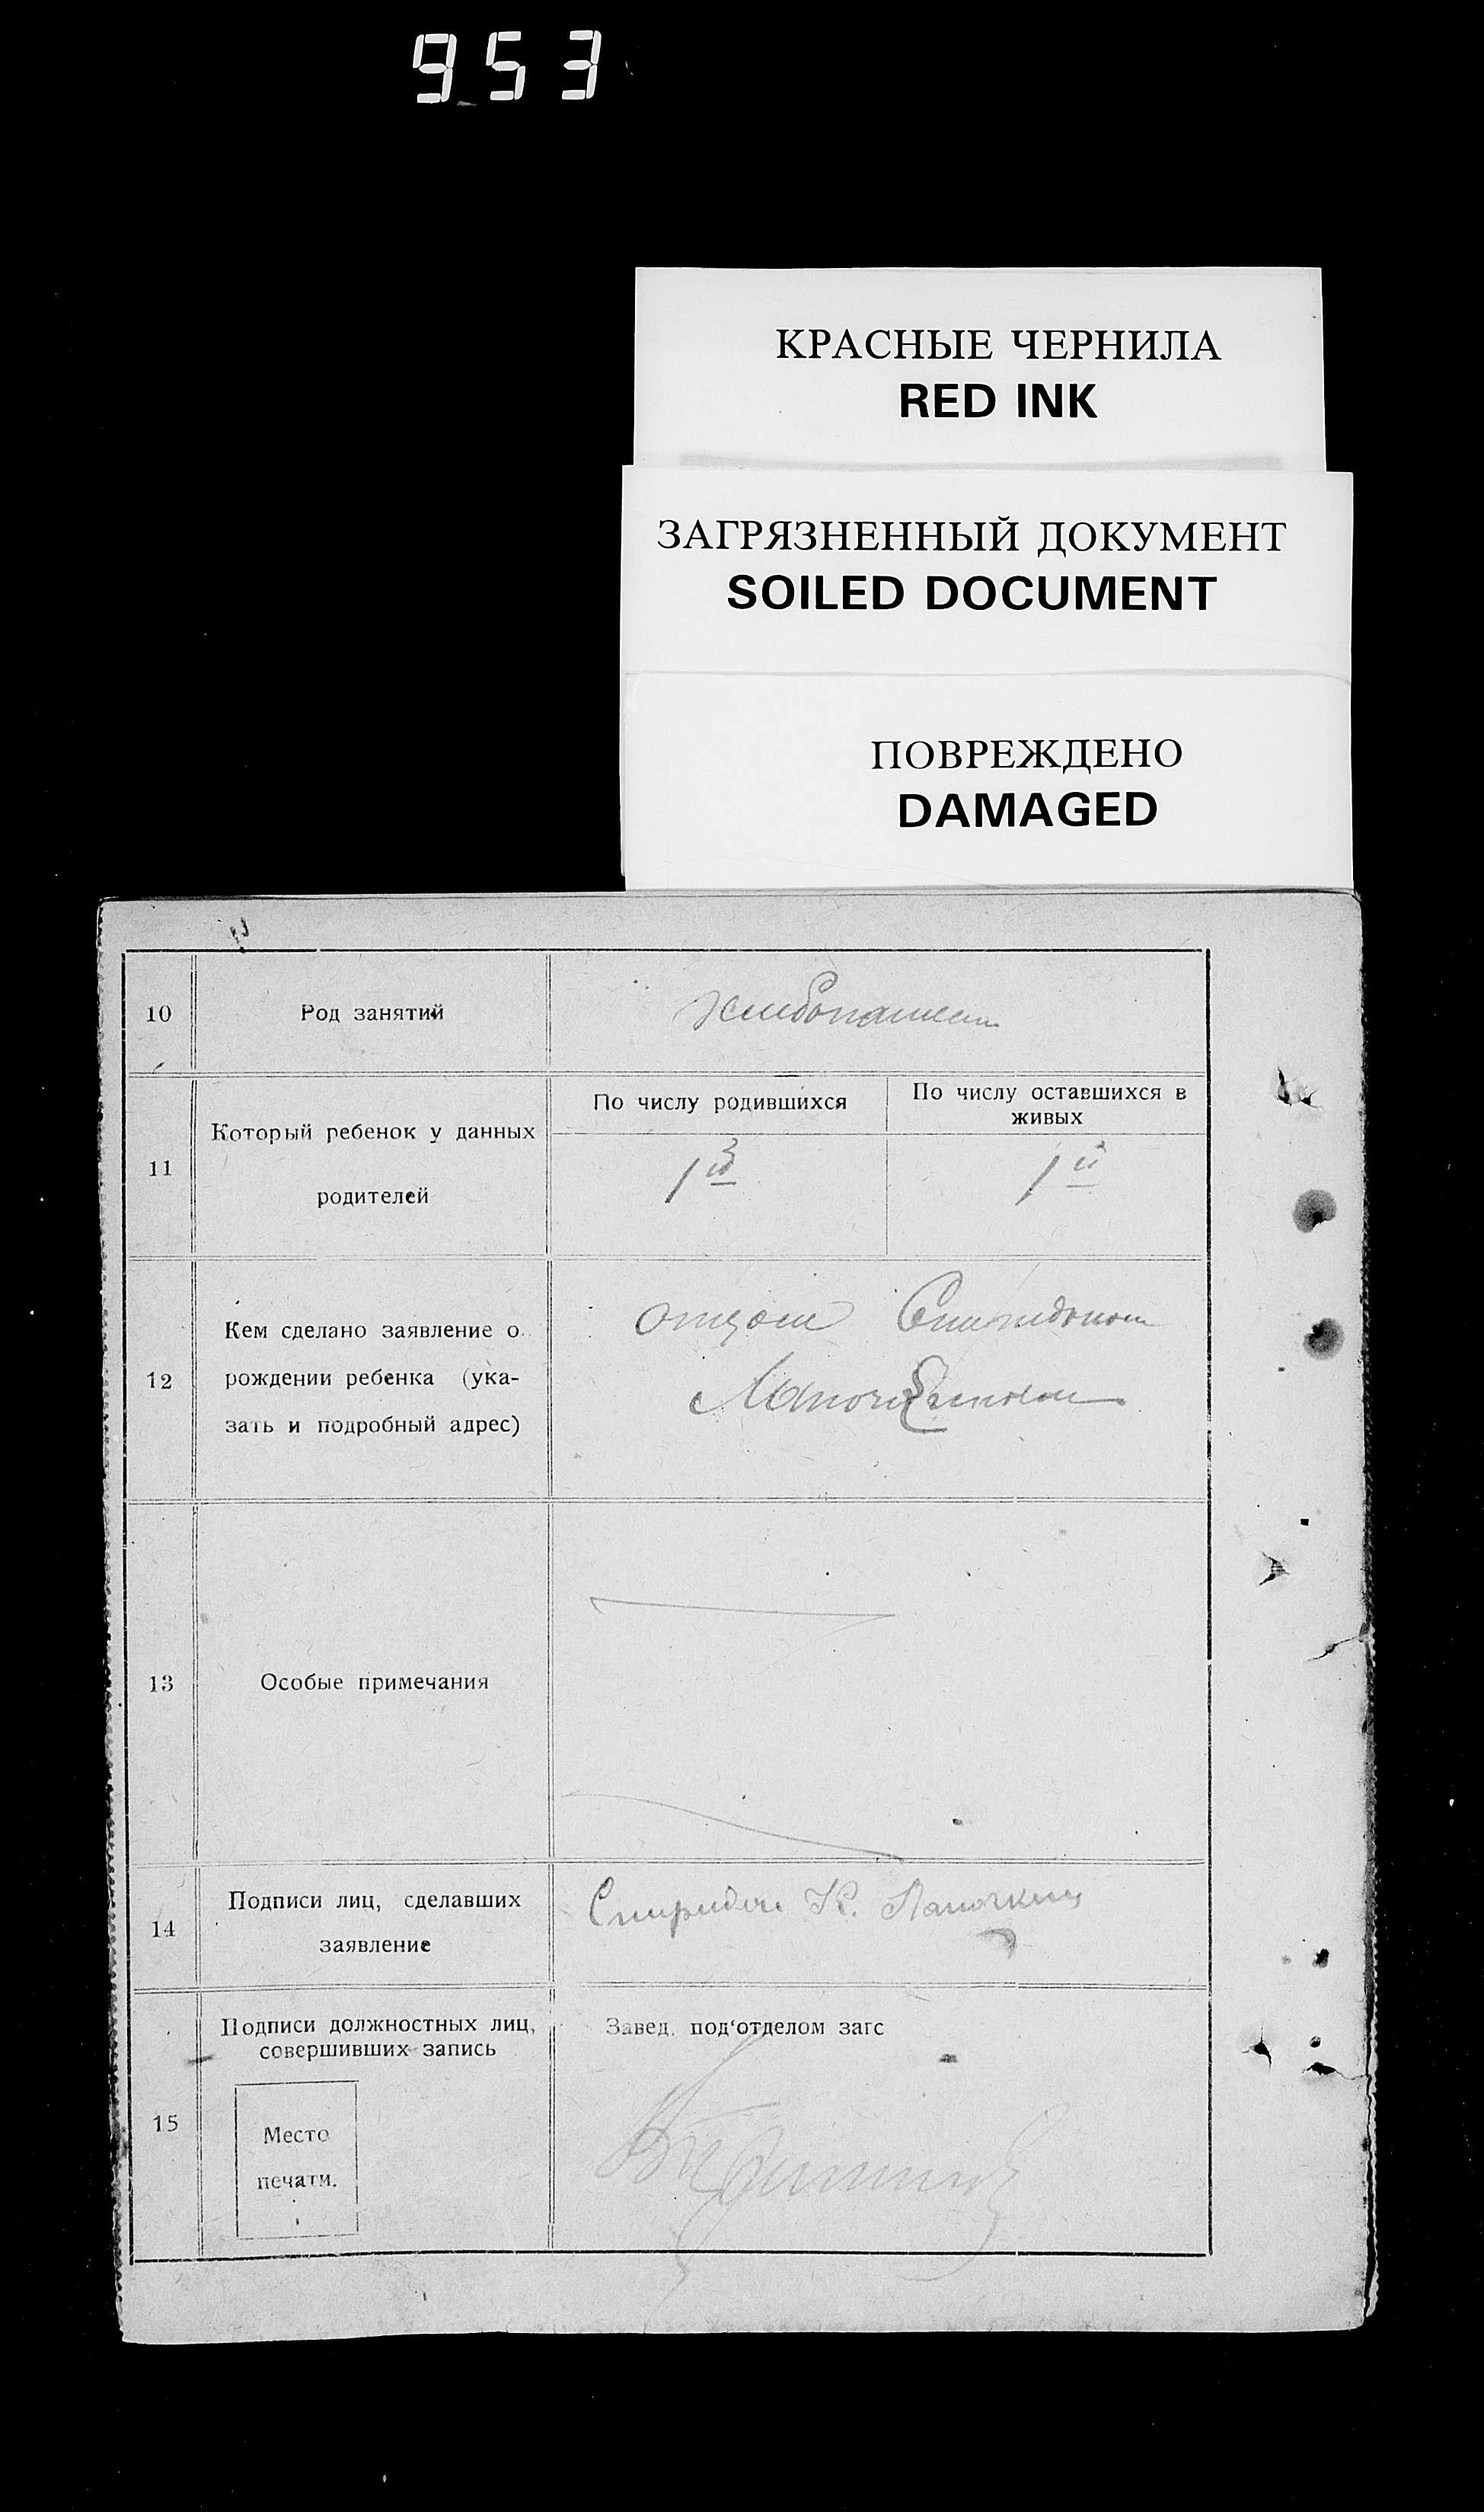 953
КРАСНЫЕ ЧЕРНИЛА
RED INK
ЗАГРЯЗНЕННЫЙ ДОКУМЕНТ
SOILED DOCUMENT
ПОВРЕЖДЕНО
DAMAGED
10
Род занятий
хлебопашец
11
Который ребенок у данных
родителей
По числу родившихся
По числу оставшихся в
живых
1й
1й
12
Кем сделано заявление о
рождении ребенка (ука-
зать и подробный адрес)
отцом Спиридоном
13
Особые примечания
14
Подписи лиц, сделавших
заявление
Спиридон К. Лапочкин
15
Подписи должностных лиц,
совершивших запись
Место
печати.
Завед. под‘отделом загс